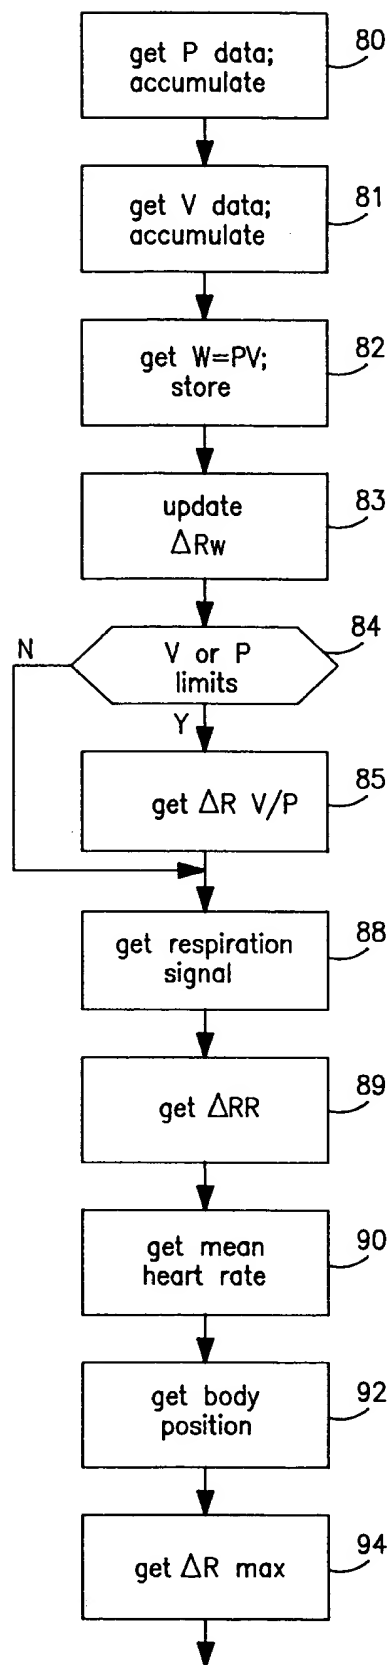 80
get P data;
accumulate
81
get V data;
accumulate
82
get W=PV;
store
83
update
ΔRw
84
N
V or P
limits
Y
85
get ΔR V/P
88
get respiration
signal
89
get ΔRR
90
get mean
heart rate
92
get body
position
94
get ΔR max